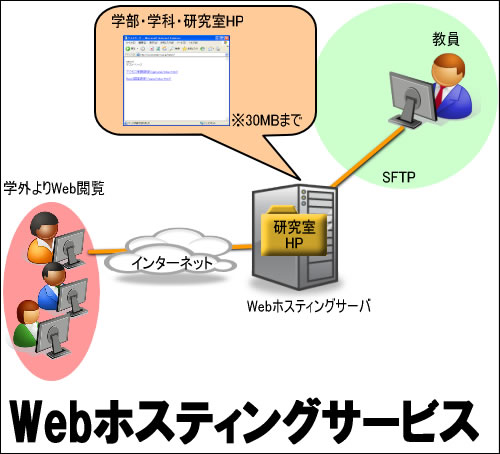 学部・学科・研究室HP
※30MBまで
教員
SFTP
学外よりWeb閲覧
研究室
HP
インターネット
Webホスティングサーバ
Webホスティングサービス